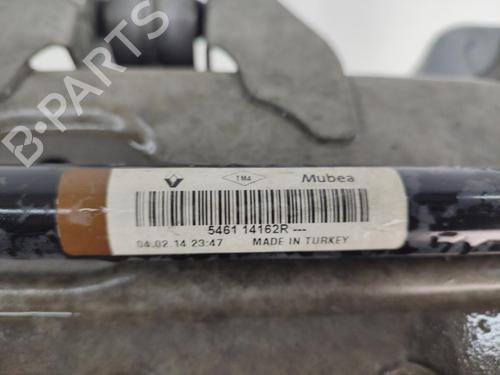 B-PARTS
TM4 Mubea
5461 14162R ---
04.02.14 23:47 MADE IN TURKEY